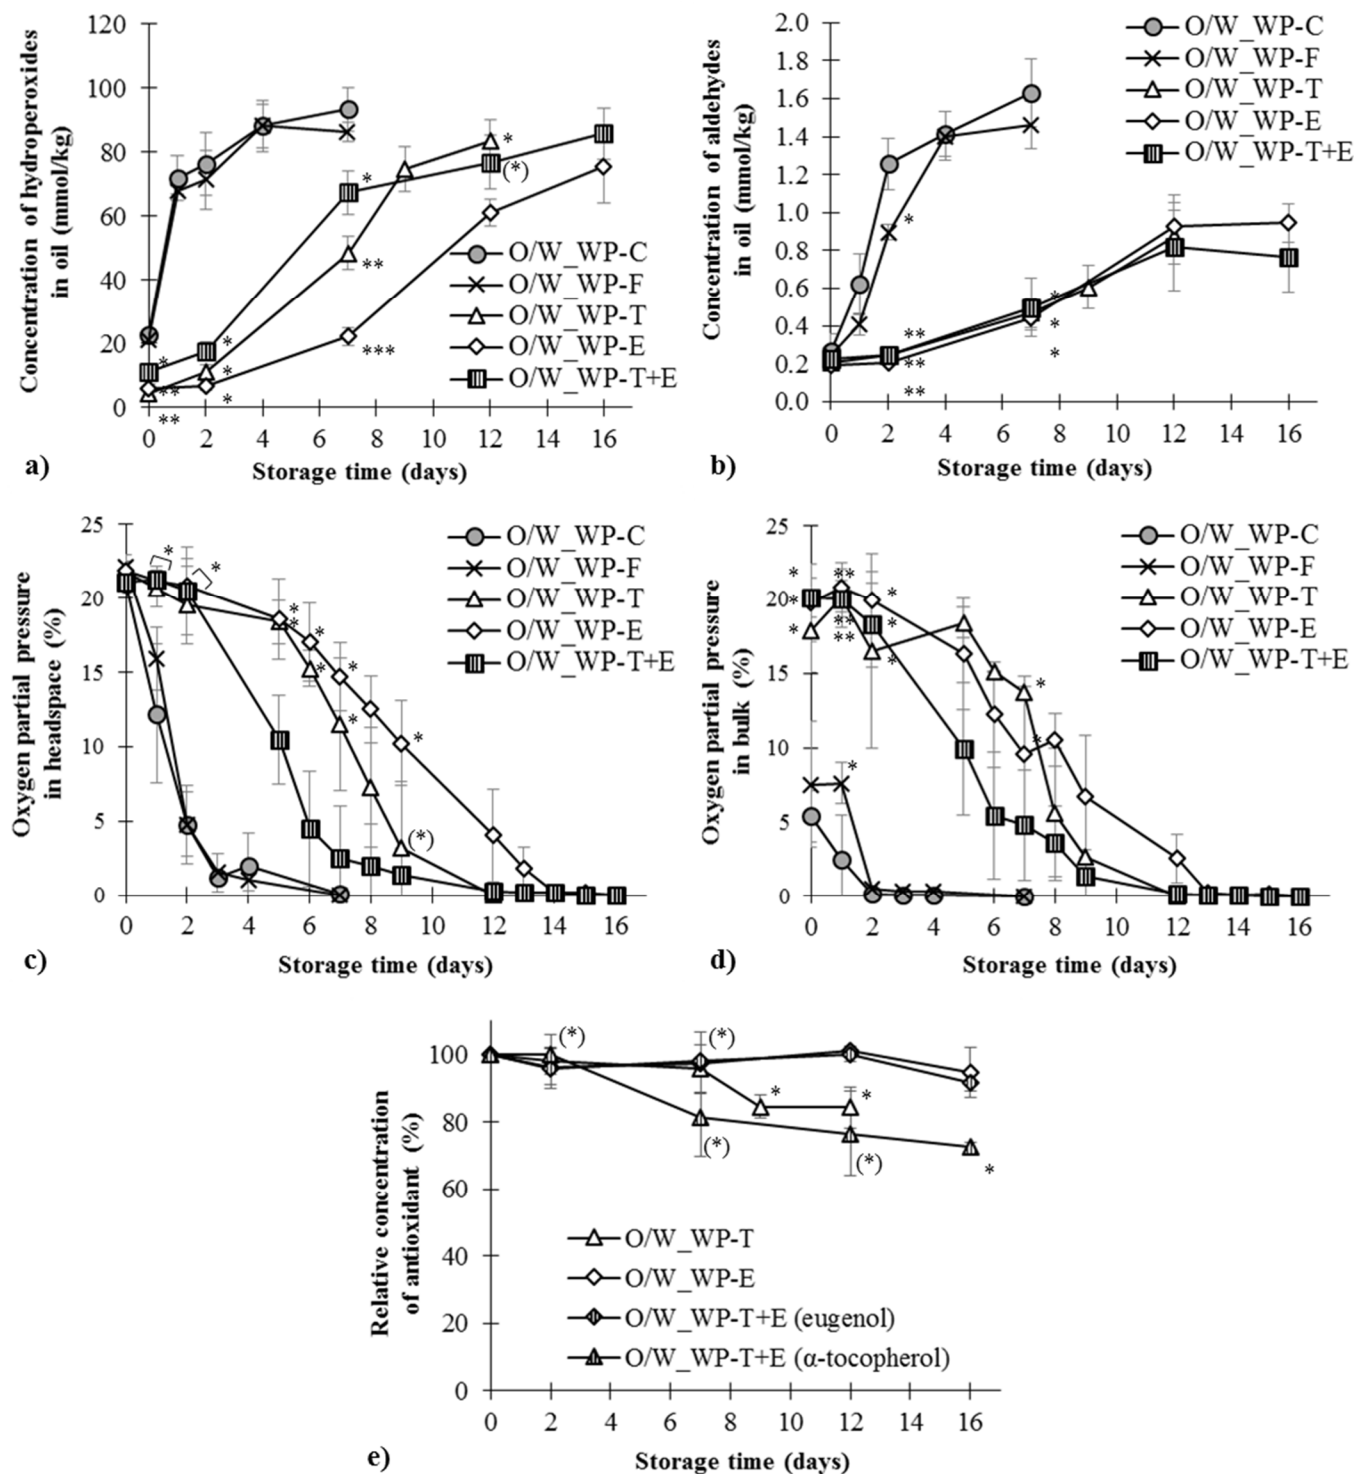 120
100
80
60
40
20
0
Concentration of hydroperoxides
in oil (mmol/kg)
*
**
**
*
*
*
*
**
***
*
(*)
O/W_WP-C
O/W_WP-F
O/W_WP-T
O/W_WP-E
O/W_WP-T+E
0 2 4 6 8 10 12 14 16
Storage time (days)
a)
2.0
1.8
1.6
1.4
1.2
1.0
0.8
0.6
0.4
0.2
0.0
Concentration of aldehydes
in oil (mmol/kg)
O/W_WP-C
O/W_WP-F
O/W_WP-T
O/W_WP-E
O/W_WP-T+E
*
**
**
**
*
*
*
0 2 4 6 8 10 12 14 16
Storage time (days)
b)
25
20
15
10
5
0
Oxygen partial pressure
in headspace (%)
O/W_WP-C
O/W_WP-F
O/W_WP-T
O/W_WP-E
O/W_WP-T+E
*
*
*
*
*
*
*
*
*
(*)
0 2 4 6 8 10 12 14 16
Storage time (days)
c)
25
20
15
10
5
0
Oxygen partial pressure
in bulk (%)
O/W_WP-C
O/W_WP-F
O/W_WP-T
O/W_WP-E
O/W_WP-T+E
*
*
*
**
**
**
*
*
*
*
*
*
0 2 4 6 8 10 12 14 16
Storage time (days)
d)
100
80
60
40
20
0
Relative concentration
of antioxidant (%)
(*)
(*)
*
*
(*)
(*)
*
O/W_WP-T
O/W_WP-E
O/W_WP-T+E (eugenol)
O/W_WP-T+E (α-tocopherol)
0 2 4 6 8 10 12 14 16
Storage time (days)
e)